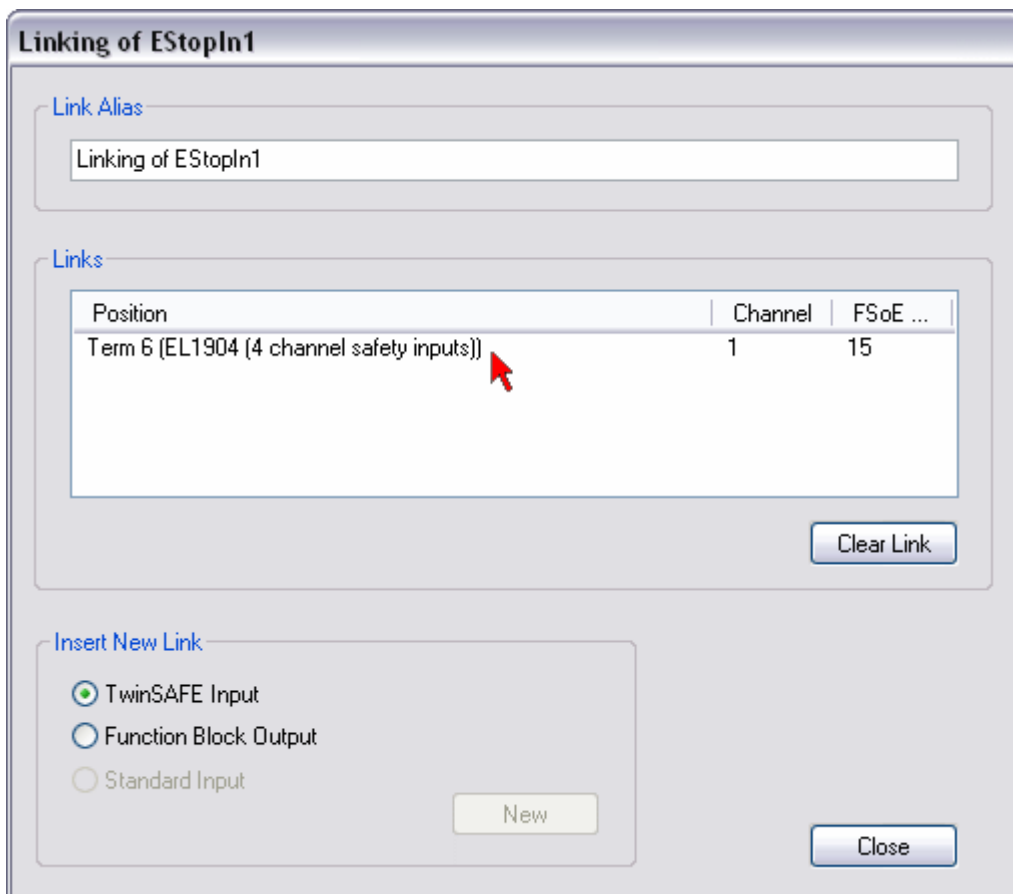 Linking of EStopIn1
Link Alias
Linking of EStopIn1
Links
Position Channel FSoE ...
Term 6 (EL1904 (4 channel safety inputs)) 1 15
Clear Link
Insert New Link
TwinSAFE Input
Function Block Output
Standard Input
New
Close